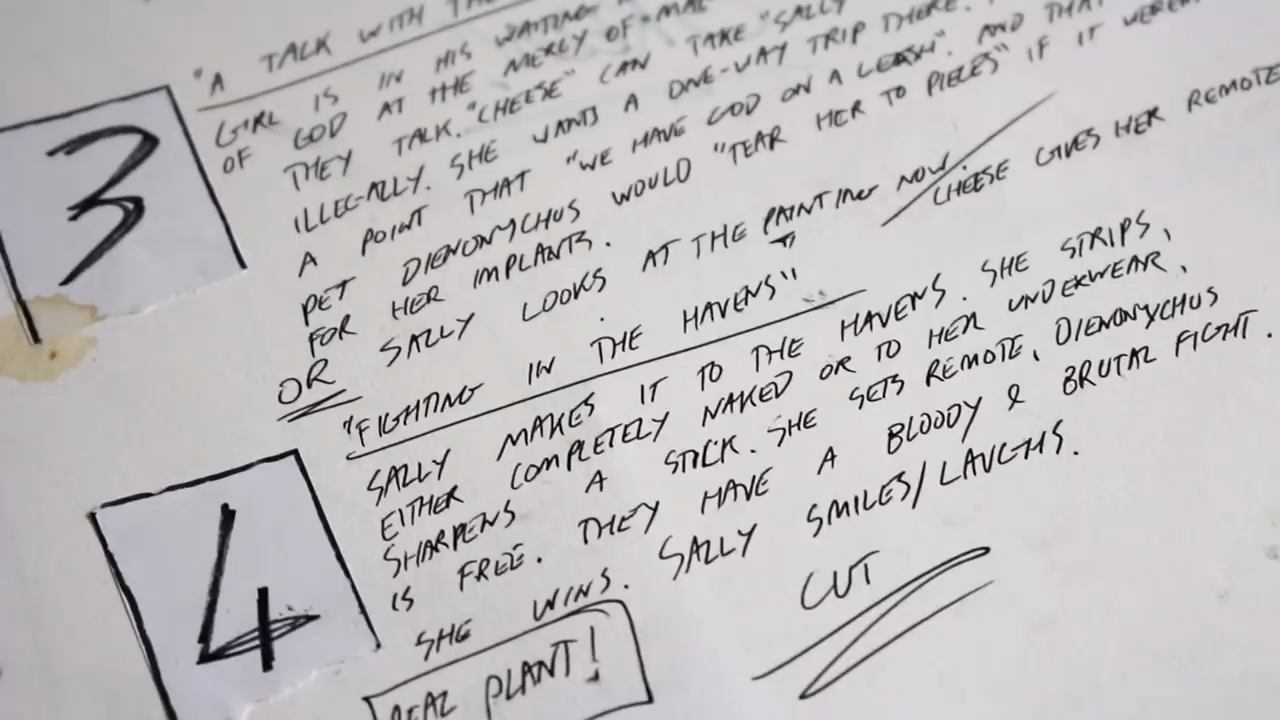 "A TALK WITH
3
GIRL IS IN HIS WAITING
OF GOD AT THE MERCY OF
THEY TALK. "CHEESE" CAN TAKE "SALLY
ILLEGALLY. SHE WANTS A ONE-WAY TRIP THERE.
A POINT THAT "WE HAVE GOD ON A LEASH". AND THAT
PET DIENONYCHUS WOULD "TEAR HER TO PIECES" IF IT
FOR HER IMPLANTS.
OR SALLY LOOKS AT THE PAINTING NOW / CHEESE GIVES HER REMOTE
"FIGHTING IN THE HAVENS"
4
SALLY MAKES IT TO THE HAVENS. SHE STRIPS,
EITHER COMPLETELY NAKED OR TO HER UNDERWEAR,
SHARPENS A STICK. SHE SETS REMOTE, DIENONYCHUS
IS FREE. THEY HAVE A BLOODY & BRUTAL FIGHT.
SHE WINS. SALLY SMILES/LAUGHS.
CUT
PLANT!